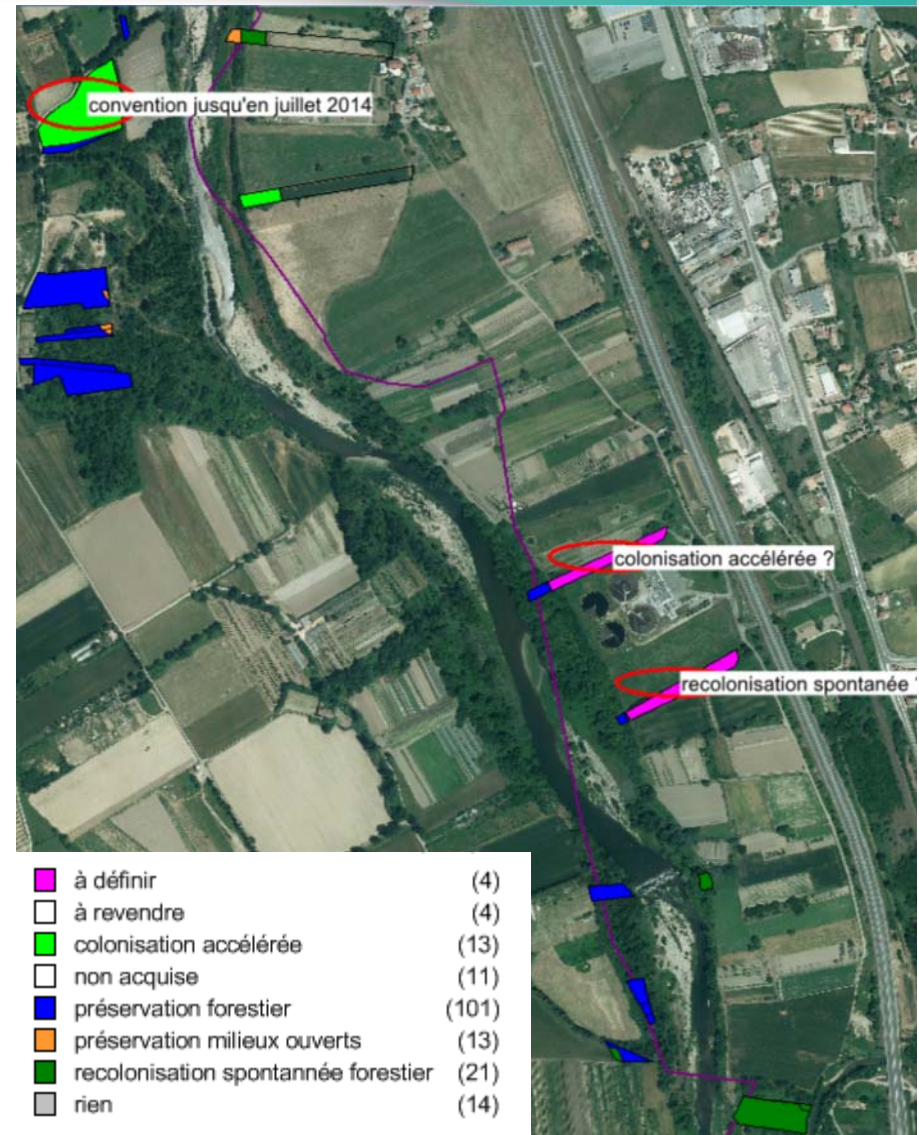 convention jusqu'en juillet 2014
colonisation accélérée ?
recolonisation spontanée ?
à définir (4)
à revendre (4)
colonisation accélérée (13)
non acquise (11)
préservation forestier (101)
préservation milieux ouverts (13)
recolonisation spontannée forestier (21)
rien (14)